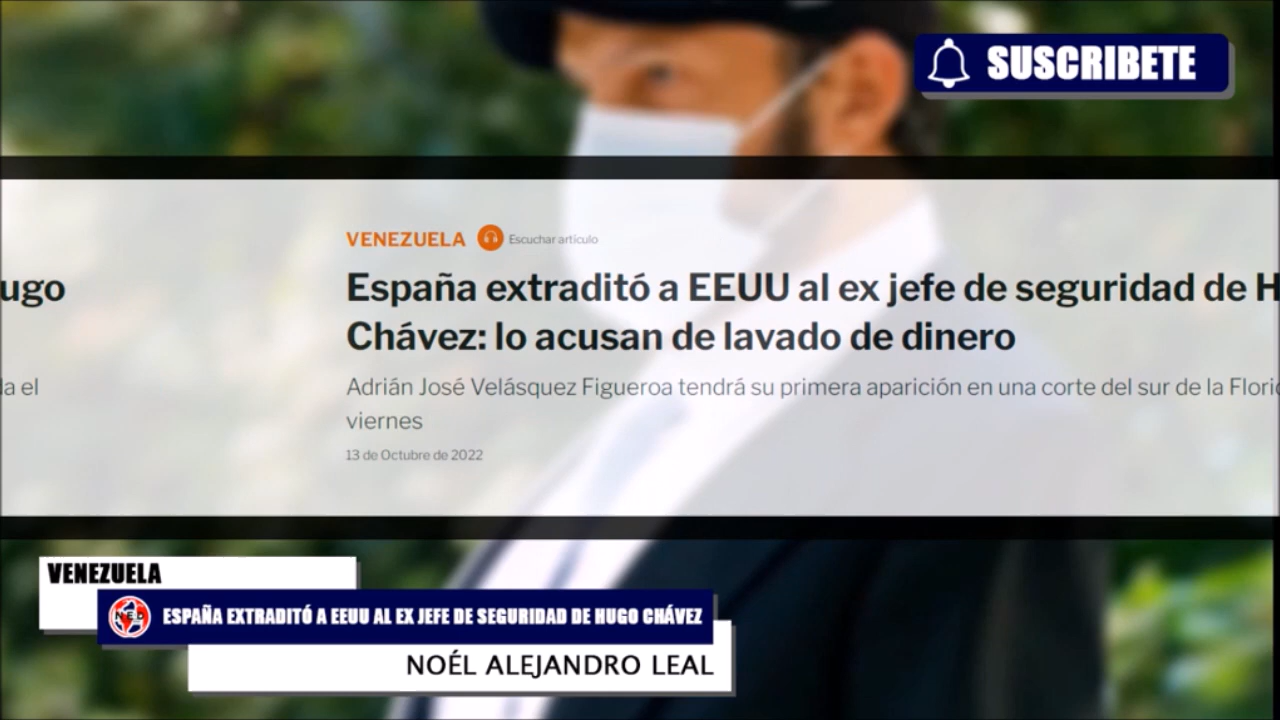 SUSCRIBETE
ugo
VENEZUELA Escuchar artículo
España extraditó a EEUU al ex jefe de seguridad de H
Chávez: lo acusan de lavado de dinero
a el
Adrián José Velásquez Figueroa tendrá su primera aparición en una corte del sur de la Florid
viernes
13 de Octubre de 2022
VENEZUELA
ESPAÑA EXTRADITÓ A EEUU AL EX JEFE DE SEGURIDAD DE HUGO CHÁVEZ
NOÉL ALEJANDRO LEAL